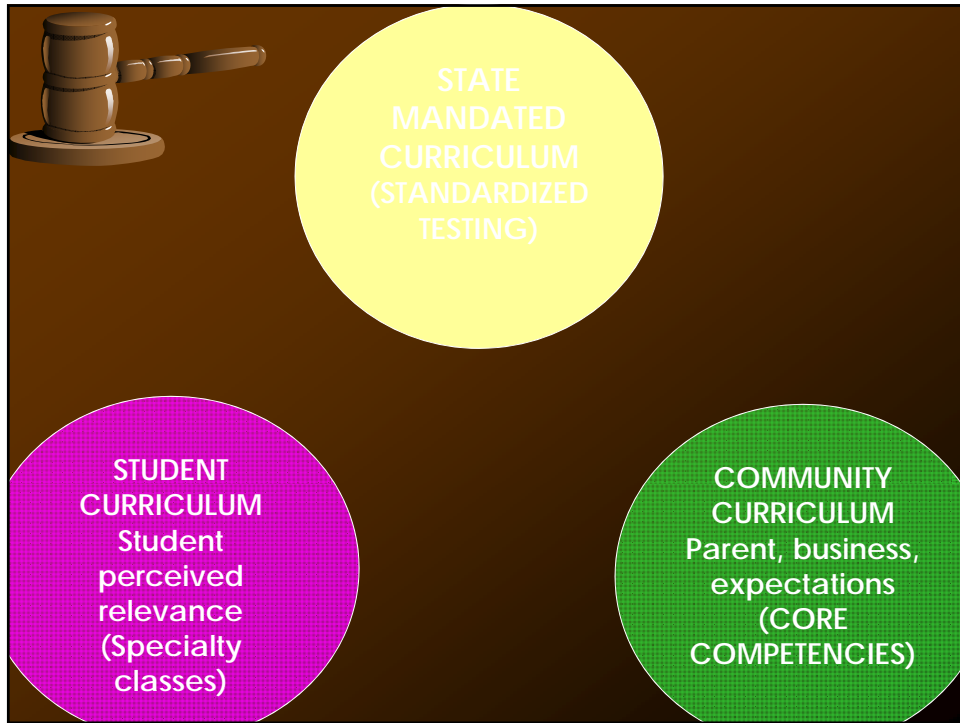 STATE
MANDATED
CURRICULUM
(STANDARDIZED
TESTING)
STUDENT
CURRICULUM
Student
perceived
relevance
(Specialty
classes)
COMMUNITY
CURRICULUM
Parent, business,
expectations
(CORE
COMPETENCIES)